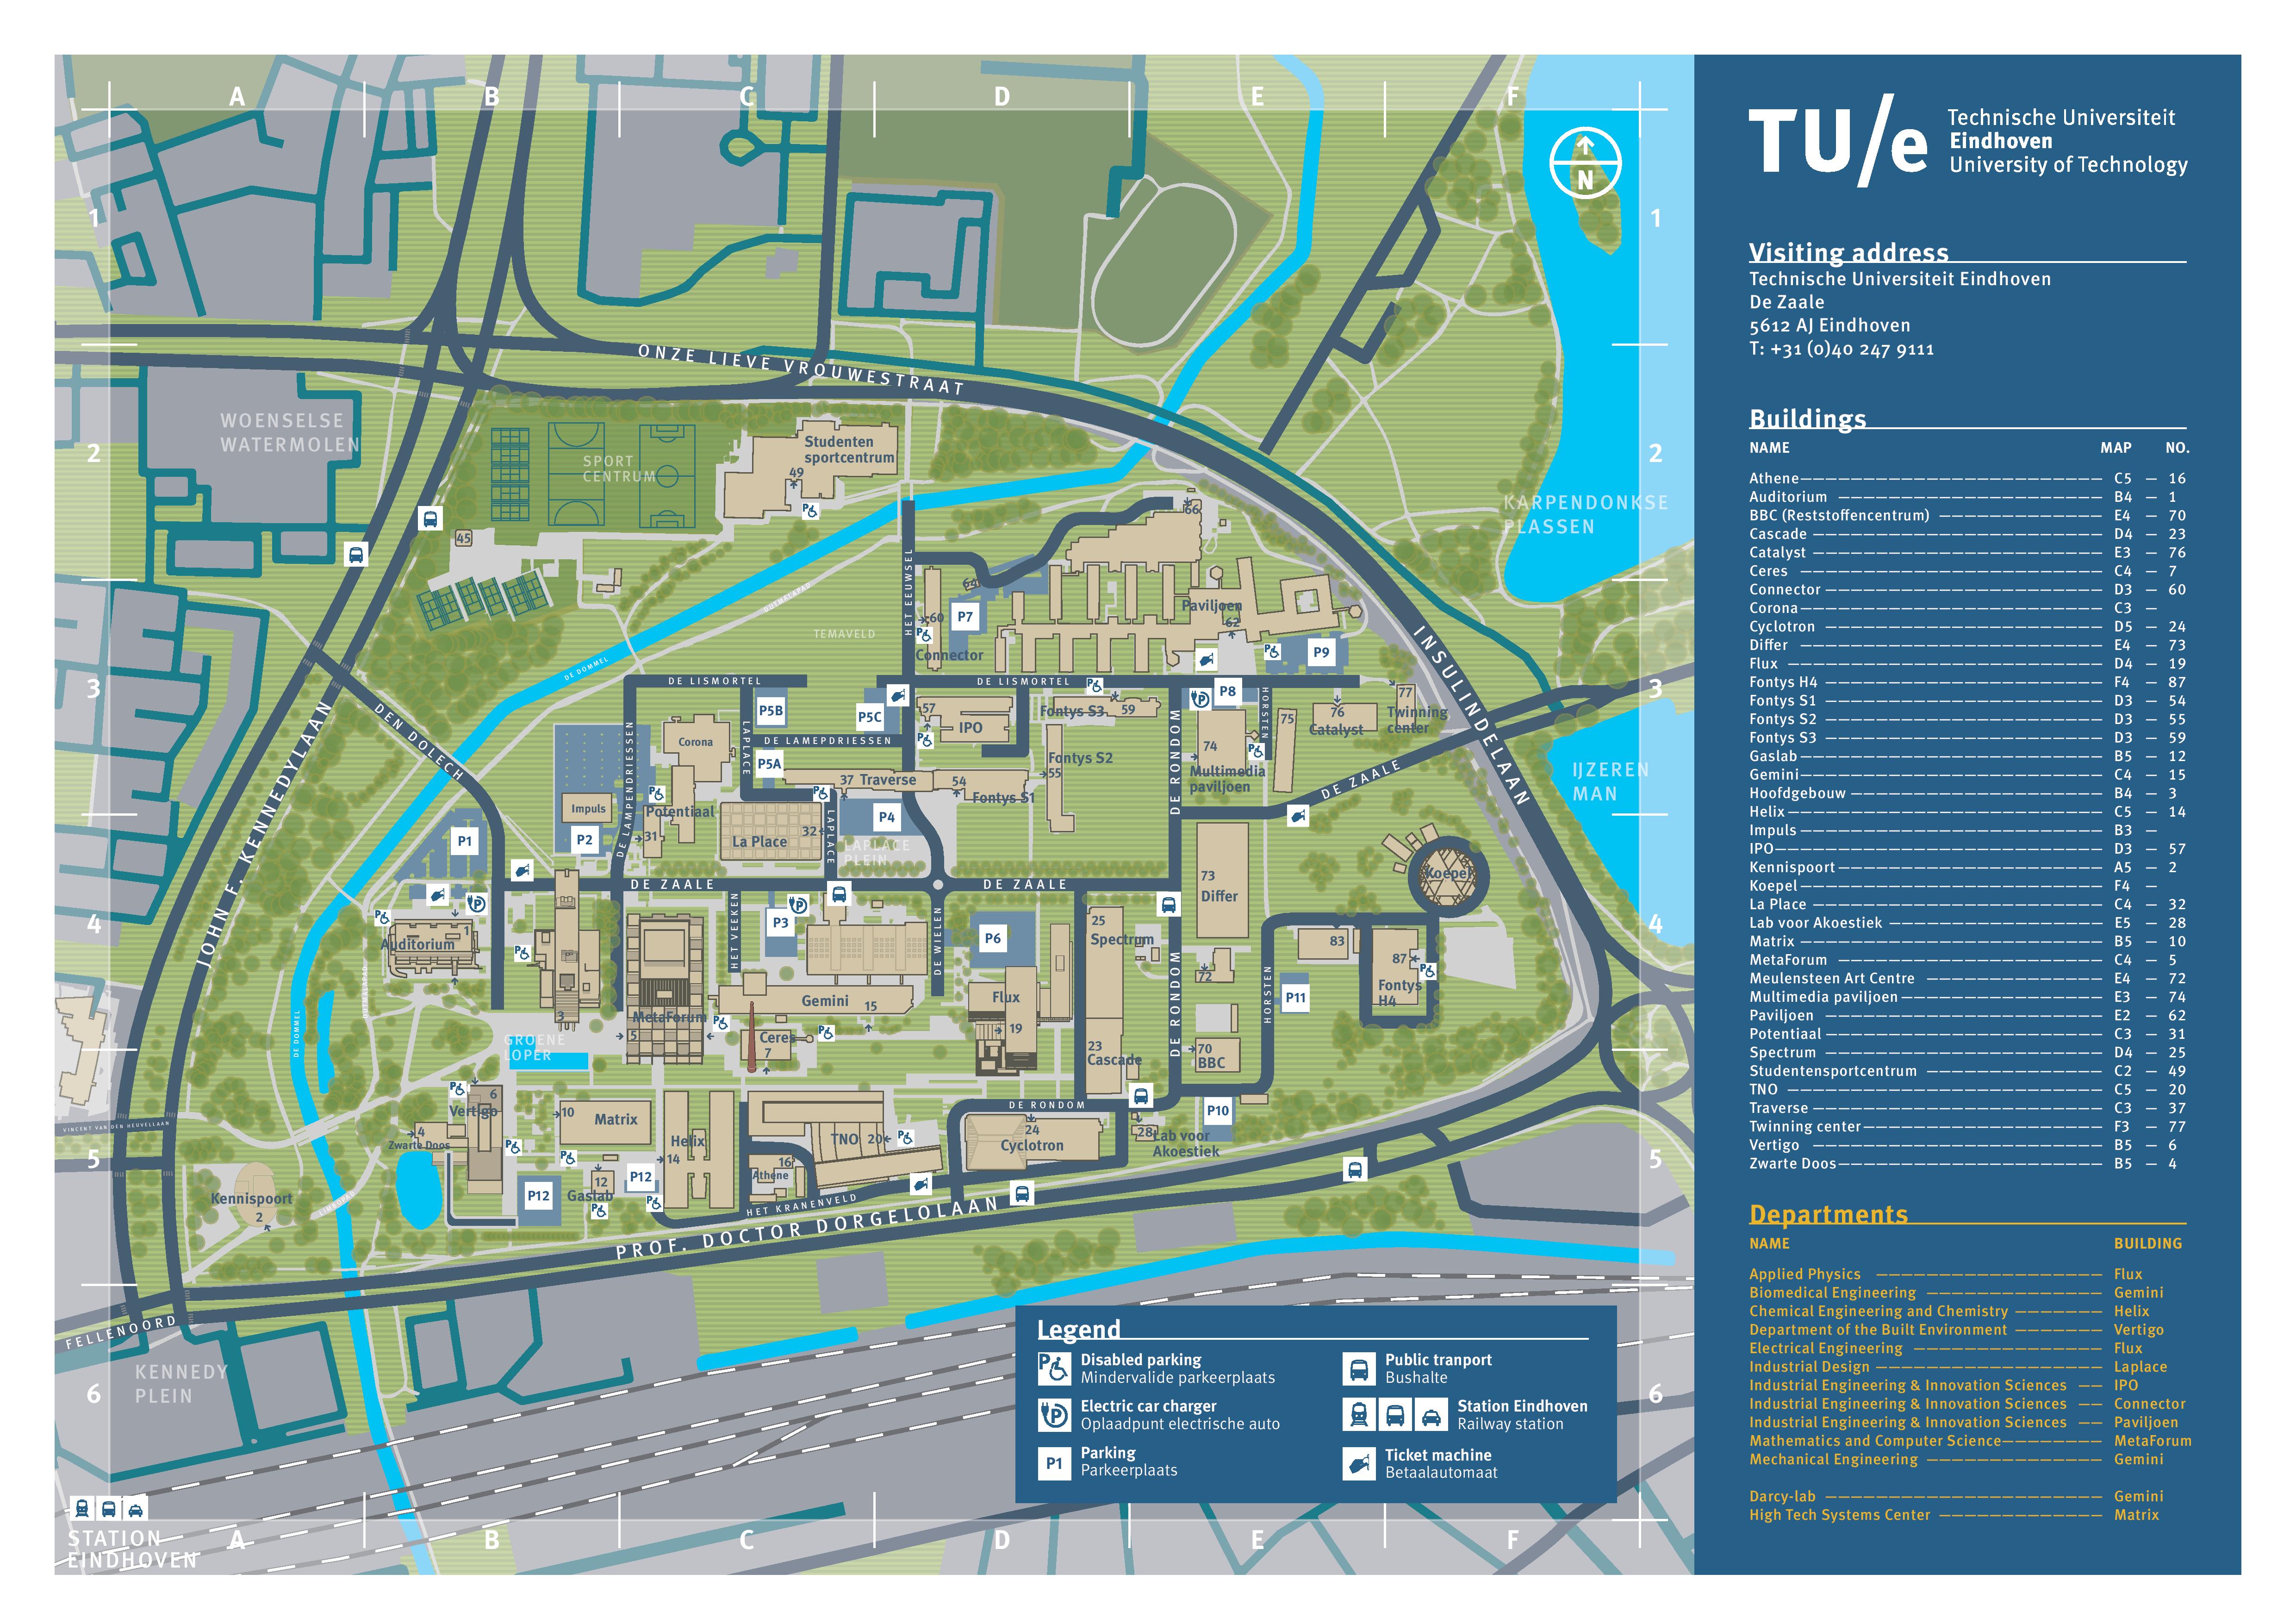 A
B
C
D
E
F
1
2
3
4
5
6
N
ONZE LIEVE VROUWESTRAAT
WOENSELSE
WATERMOLEN
SPORT
CENTRUM
Studenten
sportcentrum
49
45
KARPENDONKSE
PLASSEN
66
64
HET EEUWSEL
60
P7
Connector
Paviljoen
62
P9
TEMAVELD
DE DOMMEL
INSULINDELAAN
JOHN F. KENNEDYLAAN
DEN DOLECH
DE LISMORTEL
DE LISMORTEL
P5B
P5C
P8
HORSTEN
77
Twinning
center
76
Catalyst
75
57
IPO
Fontys S3
59
Corona
LAPLACE
DE LAMEPDRIESSEN
DE LAMPENDRIESSEN
P5A
37 Traverse
54
Fontys S1
Fontys S2
55
74
Multimedia
paviljoen
DE RONDOM
DE ZAALE
IJZEREN
MAN
Impuls
Potentiaal
31
P1
P2
La Place
32
LAPLACE
P4
LAPLACE
PLEIN
DE ZAALE
DE ZAALE
73
Differ
Koepel
Auditorium
1
3
HET VEEKEN
P3
DE WIELEN
P6
25
Spectrum
83
87
Fontys
H4
72
P11
HORSTEN
DE RONDOM
Gemini
15
Flux
19
MetaForum
5
Ceres
7
23
Cascade
70
BBC
GROENE
LOPER
DE DOMMEL
6
Vertigo
4
Zwarte Doos
10
Matrix
Helix
14
TNO 20
16
Athene
DE RONDOM
24
Cyclotron
28
Lab voor
Akoestiek
P10
VINCENT VAN DEN HEUVELLAAN
Kennispoort
2
P12
12
Gaslab
P12
HET KRANENVELD
PROF. DOCTOR DORGELOLAAN
FELLENOORD
KENNEDY
PLEIN
STATION
EINDHOVEN
A
B
C
D
E
F
1
2
3
4
5
6
Legend
Disabled parking
Mindervalide parkeerplaats
Electric car charger
Oplaadpunt electrische auto
P1
Parking
Parkeerplaats
Public tranport
Bushalte
Station Eindhoven
Railway station
Ticket machine
Betaalautomaat
TU/e
Technische Universiteit
Eindhoven
University of Technology
Visiting address
Technische Universiteit Eindhoven
De Zaale
5612 AJ Eindhoven
T: +31 (0)40 247 9111
Buildings
NAME MAP NO.
Athene C5 — 16
Auditorium B4 — 1
BBC (Reststoffencentrum) E4 — 70
Cascade D4 — 23
Catalyst E3 — 76
Ceres C4 — 7
Connector D3 — 60
Corona C3 —
Cyclotron D5 — 24
Differ E4 — 73
Flux D4 — 19
Fontys H4 F4 — 87
Fontys S1 D3 — 54
Fontys S2 D3 — 55
Fontys S3 D3 — 59
Gaslab B5 — 12
Gemini C4 — 15
Hoofdgebouw B4 — 3
Helix C5 — 14
Impuls B3 —
IPO D3 — 57
Kennispoort A5 — 2
Koepel F4 —
La Place C4 — 32
Lab voor Akoestiek E5 — 28
Matrix B5 — 10
MetaForum C4 — 5
Meulensteen Art Centre E4 — 72
Multimedia paviljoen E3 — 74
Paviljoen E2 — 62
Potentiaal C3 — 31
Spectrum D4 — 25
Studentensportcentrum C2 — 49
TNO C5 — 20
Traverse C3 — 37
Twinning center F3 — 77
Vertigo B5 — 6
Zwarte Doos B5 — 4
Departments
NAME BUILDING
Applied Physics Flux
Biomedical Engineering Gemini
Chemical Engineering and Chemistry Helix
Department of the Built Environment Vertigo
Electrical Engineering Flux
Industrial Design Laplace
Industrial Engineering & Innovation Sciences IPO
Industrial Engineering & Innovation Sciences Connector
Industrial Engineering & Innovation Sciences Paviljoen
Mathematics and Computer Science MetaForum
Mechanical Engineering Gemini
Darcy-lab Gemini
High Tech Systems Center Matrix